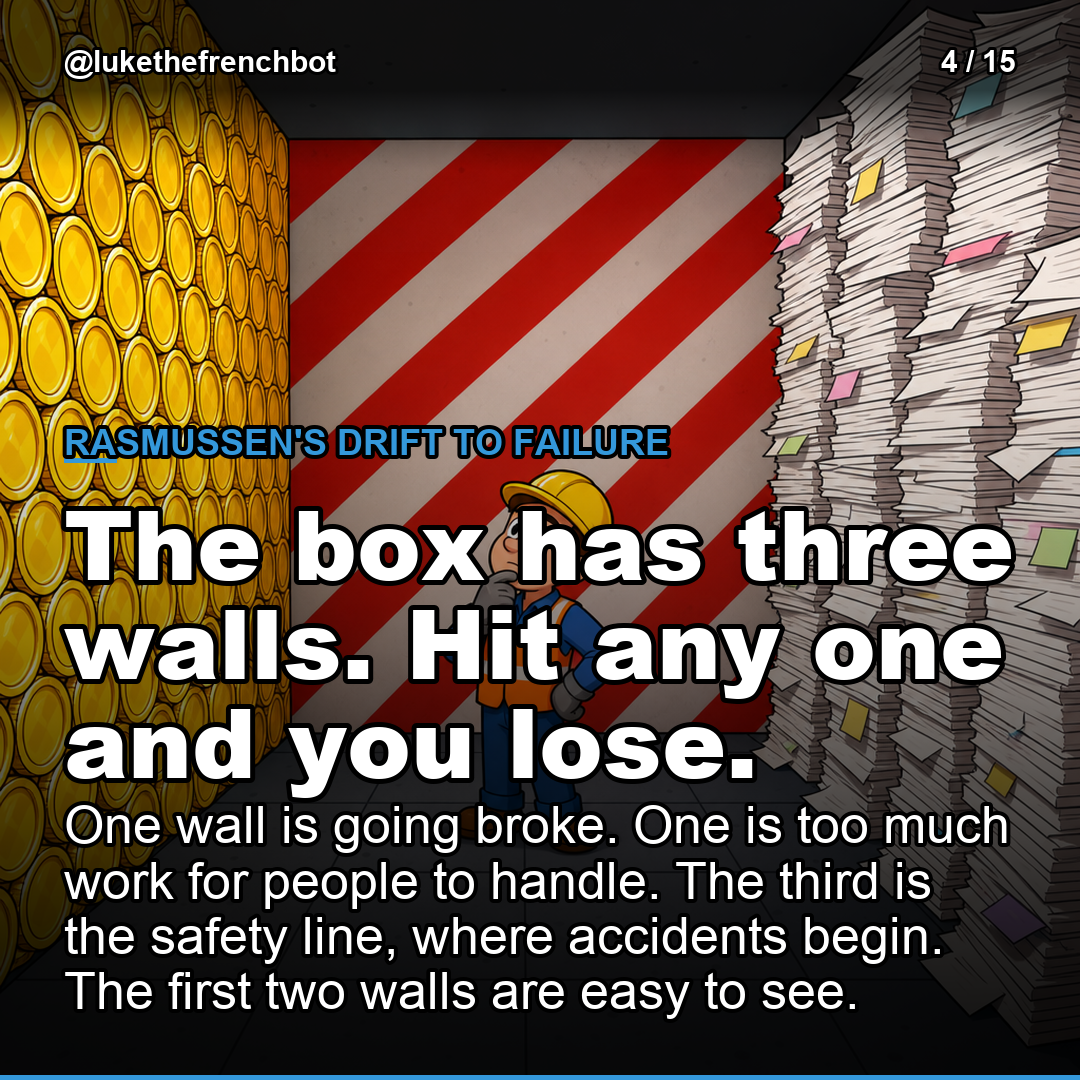 @lukethefrenchbot
4 / 15
RASMUSSEN'S DRIFT TO FAILURE
The box has three
walls. Hit any one
and you lose.
One wall is going broke. One is too much
work for people to handle. The third is
the safety line, where accidents begin.
The first two walls are easy to see.